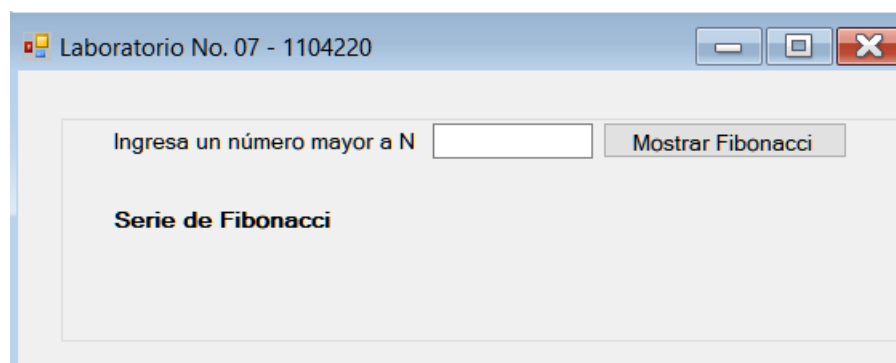 Laboratorio No. 07 - 1104220
Ingresa un número mayor a N
Mostrar Fibonacci
Serie de Fibonacci